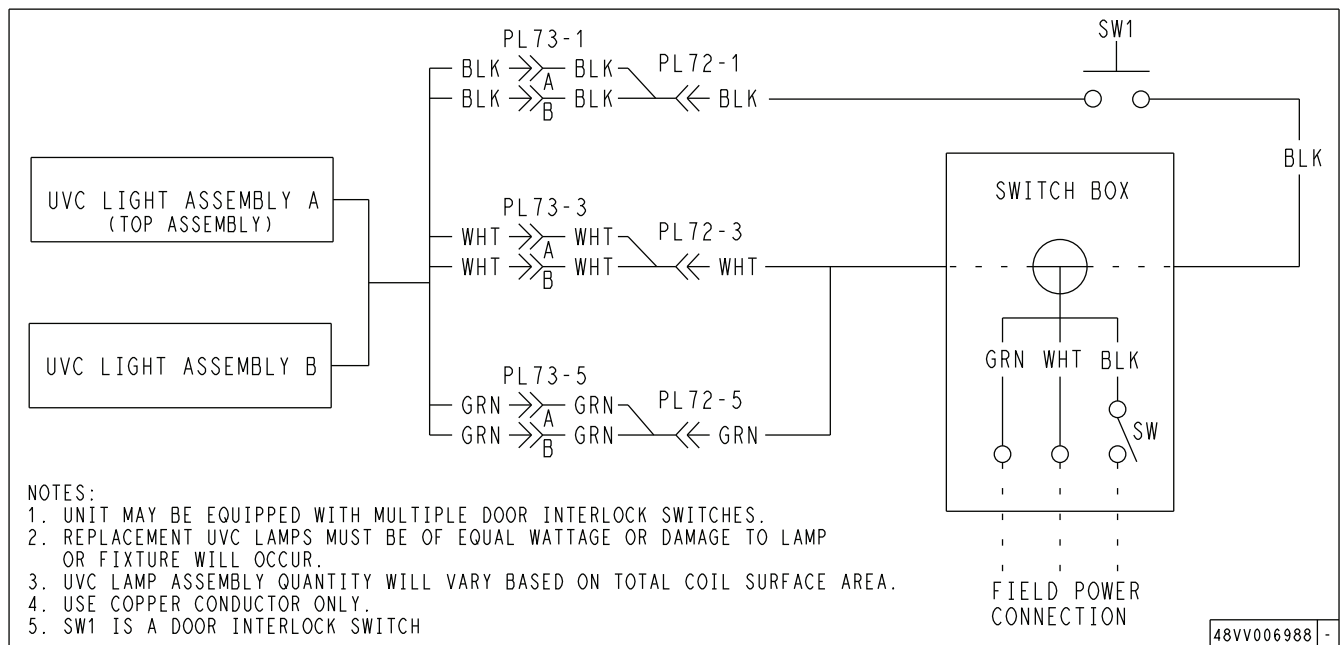 PL73-1
SW1
BLK A BLK PL72-1
BLK B BLK BLK
BLK
SWITCH BOX
UVC LIGHT ASSEMBLY A
(TOP ASSEMBLY)
PL73-3
WHT A WHT PL72-3
WHT B WHT WHT
UVC LIGHT ASSEMBLY B
GRN WHT BLK
PL73-5
GRN A GRN PL72-5
GRN B GRN GRN
SW
NOTES:
1. UNIT MAY BE EQUIPPED WITH MULTIPLE DOOR INTERLOCK SWITCHES.
2. REPLACEMENT UVC LAMPS MUST BE OF EQUAL WATTAGE OR DAMAGE TO LAMP
OR FIXTURE WILL OCCUR.
3. UVC LAMP ASSEMBLY QUANTITY WILL VARY BASED ON TOTAL COIL SURFACE AREA.
4. USE COPPER CONDUCTOR ONLY.
5. SW1 IS A DOOR INTERLOCK SWITCH
FIELD POWER
CONNECTION
48VV006988 -